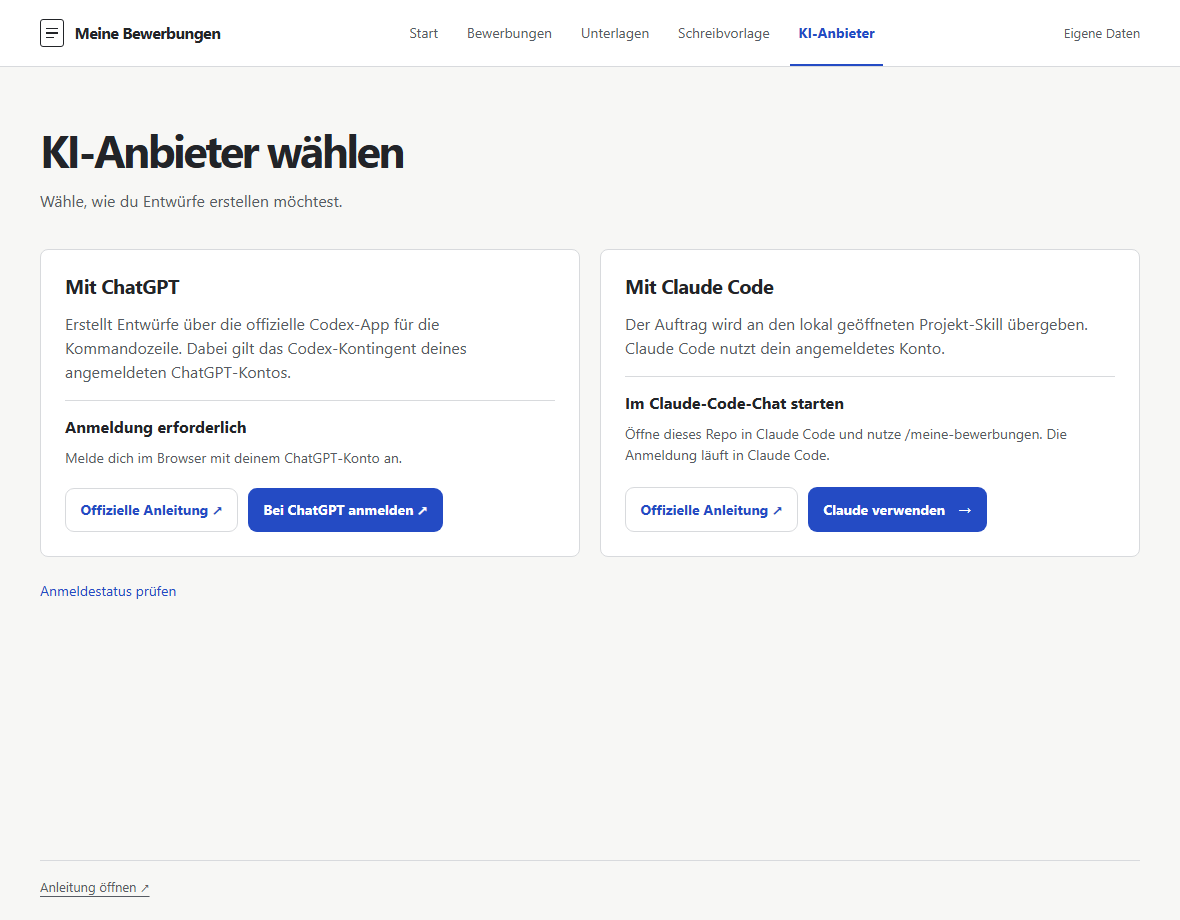 Meine Bewerbungen
Start
Bewerbungen
Unterlagen
Schreibvorlage
KI-Anbieter
Eigene Daten
KI-Anbieter wählen
Wähle, wie du Entwürfe erstellen möchtest.
Mit ChatGPT
Erstellt Entwürfe über die offizielle Codex-App für die
Kommandozeile. Dabei gilt das Codex-Kontingent deines
angemeldeten ChatGPT-Kontos.
Anmeldung erforderlich
Melde dich im Browser mit deinem ChatGPT-Konto an.
Offizielle Anleitung ↗
Bei ChatGPT anmelden ↗
Mit Claude Code
Der Auftrag wird an den lokal geöffneten Projekt-Skill übergeben.
Claude Code nutzt dein angemeldetes Konto.
Im Claude-Code-Chat starten
Öffne dieses Repo in Claude Code und nutze /meine-bewerbungen. Die
Anmeldung läuft in Claude Code.
Offizielle Anleitung ↗
Claude verwenden →
Anmeldestatus prüfen
Anleitung öffnen ↗